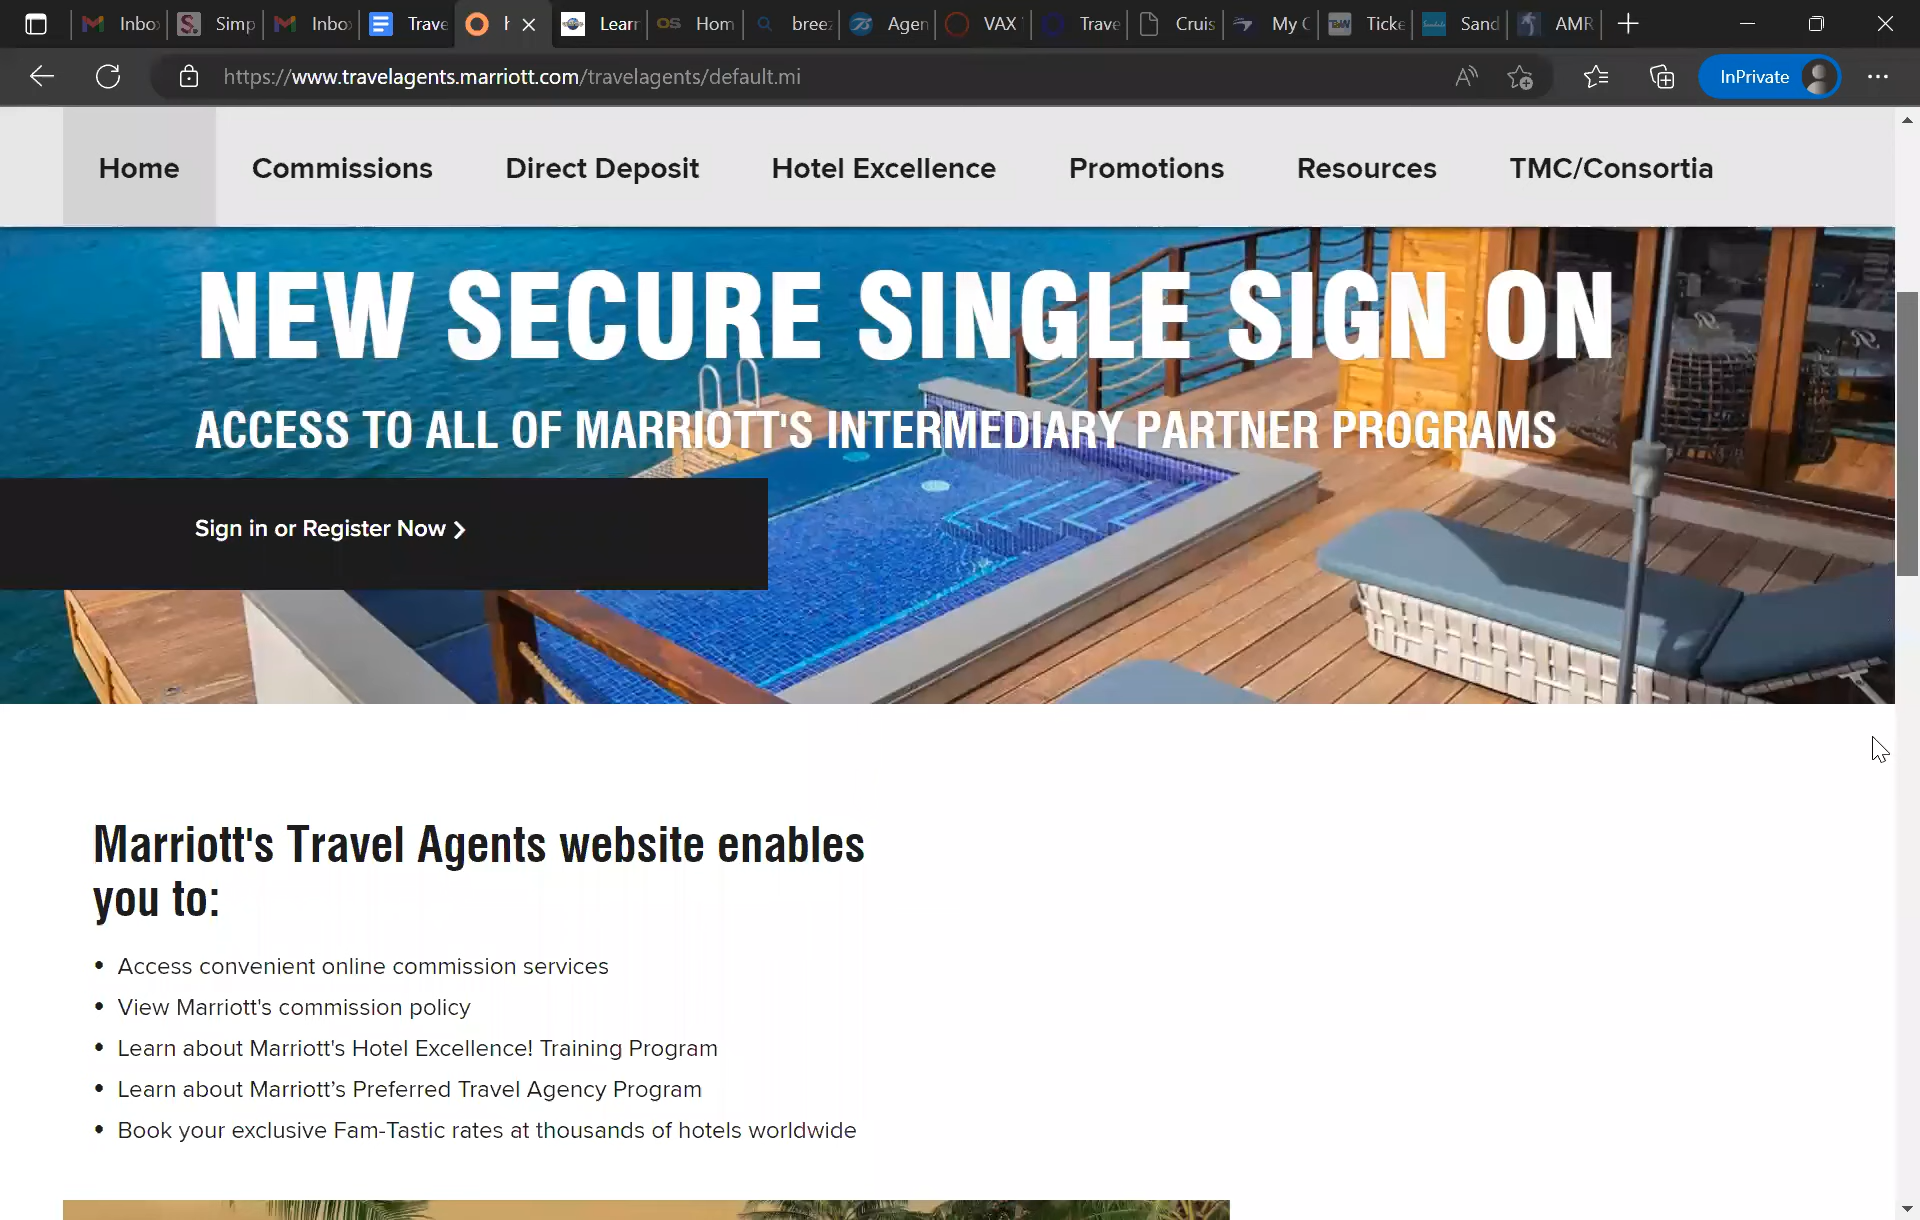 Inbo
Simp
Inbo
Trave
Learr
Hom
bree
Agen
VAX
Trave
Cruis
My C
Ticke
Sand
AMR
https://www.travelagents.marriott.com/travelagents/default.mi
InPrivate
Home
Commissions
Direct Deposit
Hotel Excellence
Promotions
Resources
TMC/Consortia
NEW SECURE SINGLE SIGN ON
ACCESS TO ALL OF MARRIOTT'S INTERMEDIARY PARTNER PROGRAMS
Sign in or Register Now
Marriott's Travel Agents website enables
you to:
• Access convenient online commission services
• View Marriott's commission policy
• Learn about Marriott's Hotel Excellence! Training Program
• Learn about Marriott’s Preferred Travel Agency Program
• Book your exclusive Fam-Tastic rates at thousands of hotels worldwide